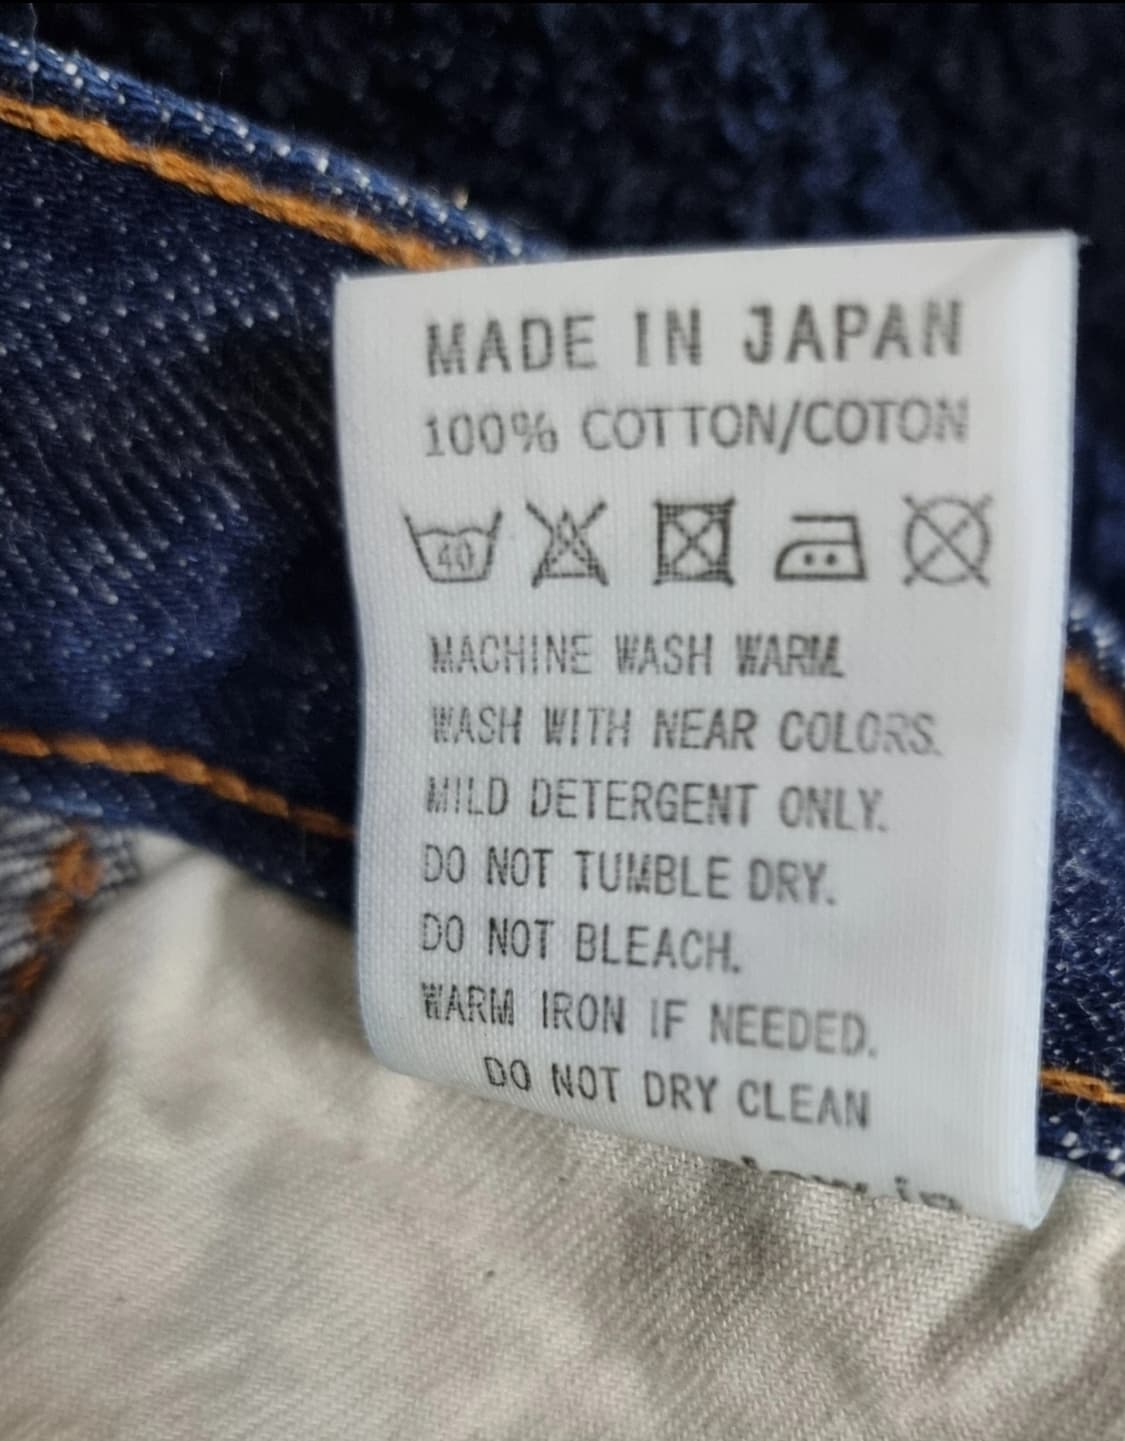 MADE IN JAPAN
100% COTTON/COTON
40
MACHINE WASH WARM.
WASH WITH NEAR COLORS.
MILD DETERGENT ONLY.
DO NOT TUMBLE DRY.
DO NOT BLEACH.
WARM IRON IF NEEDED.
DO NOT DRY CLEAN